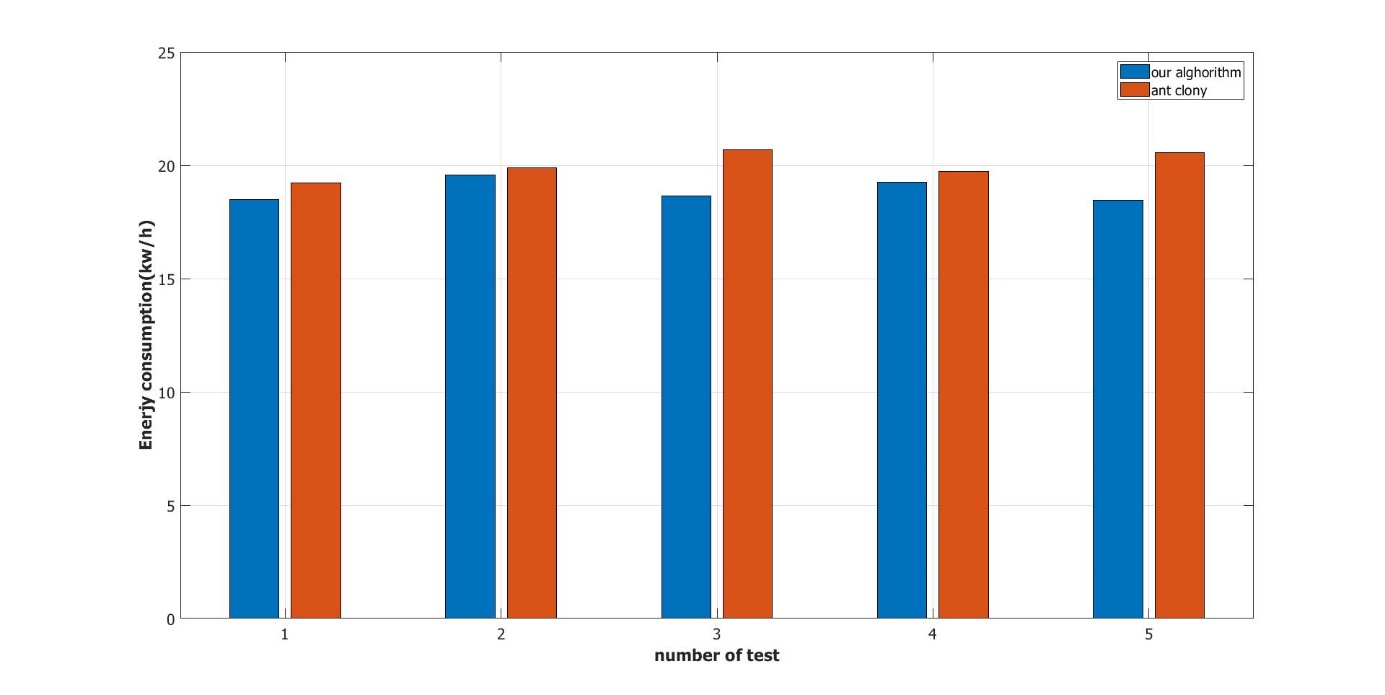 25
20
15
10
5
0
Enerjy consumption(kw/h)
our alghorithm
ant clony
1 2 3 4 5
number of test